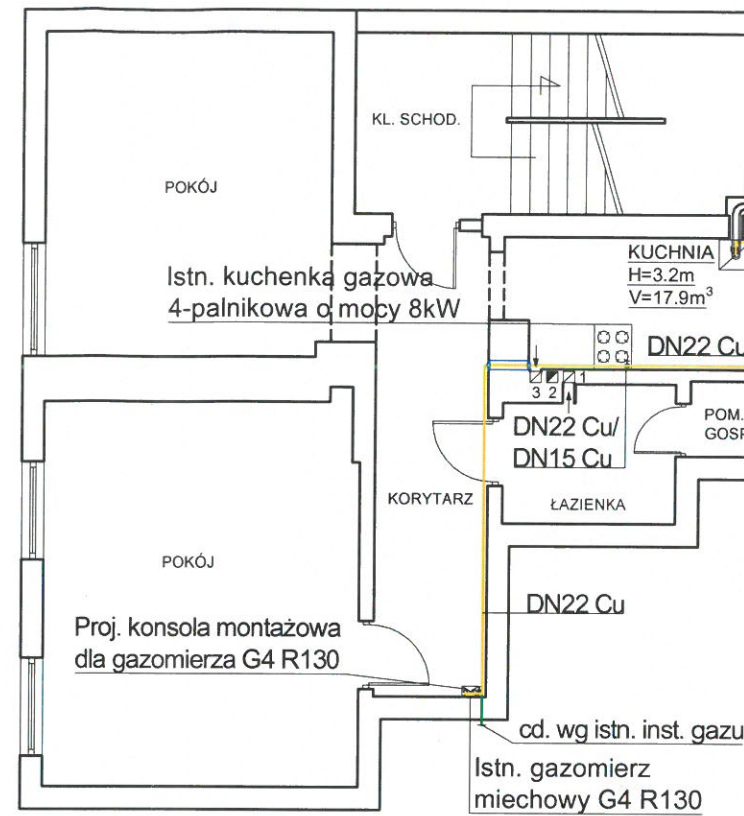 KL. SCHOD.
POKÓJ
KUCHNIA
H=3.2m
V=17.9m³
Istn. kuchenka gazowa
4-palnikowa o mocy 8kW
DN22 Cu
3 2 1
DN22 Cu/
DN15 Cu
POM.
GOSP
KORYTARZ
ŁAZIENKA
POKÓJ
DN22 Cu
Proj. konsola montażowa
dla gazomierza G4 R130
cd. wg istn. inst. gazu
Istn. gazomierz
miechowy G4 R130